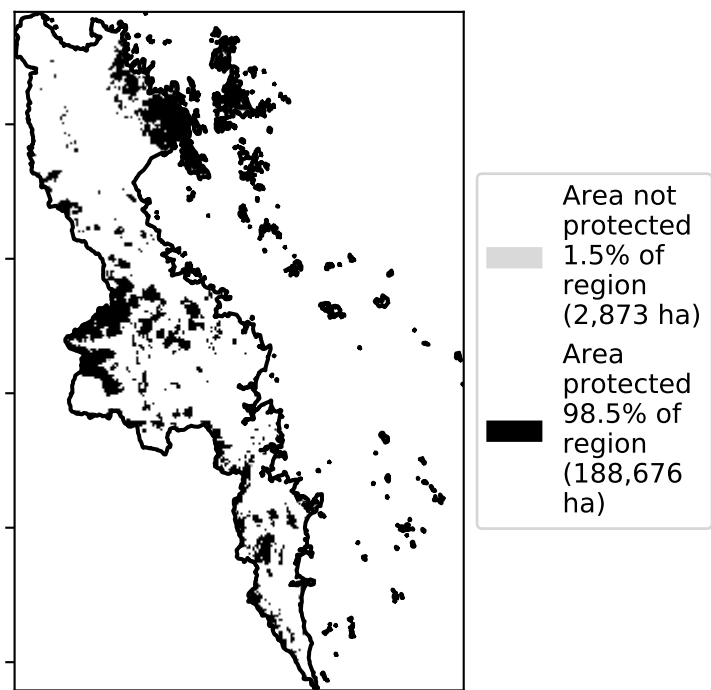 Area not
protected
1.5% of
region
(2,873 ha)
Area
protected
98.5% of
region
(188,676
ha)